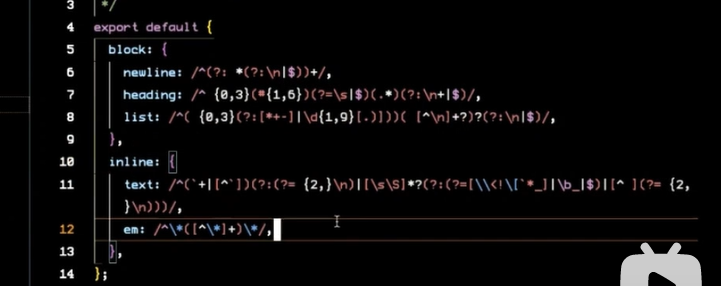 3 */
4 export default {
5 block: {
6 newline: /^(?: *(?:\n|$))+/,
7 heading: /^ {0,3}(#{1,6})(?=\s|$)(.*)(?:\n+|$)/,
8 list: /^( {0,3}(?:[*+-]|\d{1,9}[.)]))( [^\n]+?)?(?:\n|$)/,
9 },
10 inline: {
11 text: /^(`+|[^`])(?:(?= {2,}\n)|[\s\S]*?(?:(?=[\\<!\[`*_]|\b_|$)|[^ ](?= {2,
}\n)))/,
12 em: /^\*([^\*]+)\*/,
13 },
14 };